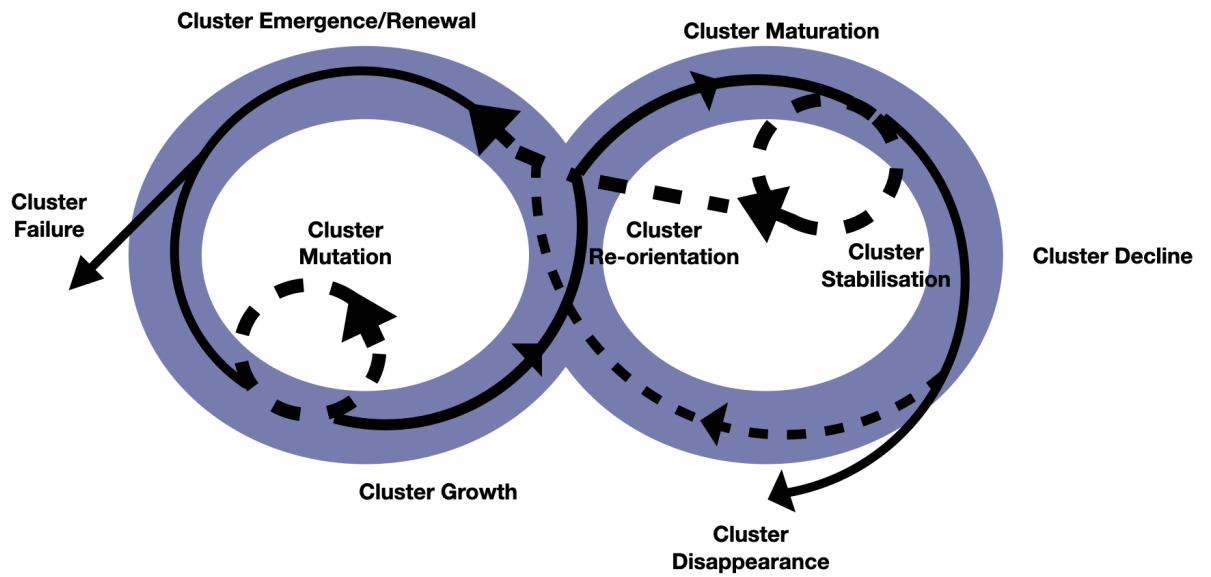 Cluster Emergence/Renewal
Cluster Maturation
Cluster
Failure
Cluster
Mutation
Cluster
Re-orientation
Cluster
Stabilisation
Cluster Decline
Cluster Growth
Cluster
Disappearance